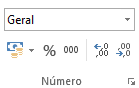 Geral
% 000 ,0 ,00
,00 ,0
Número